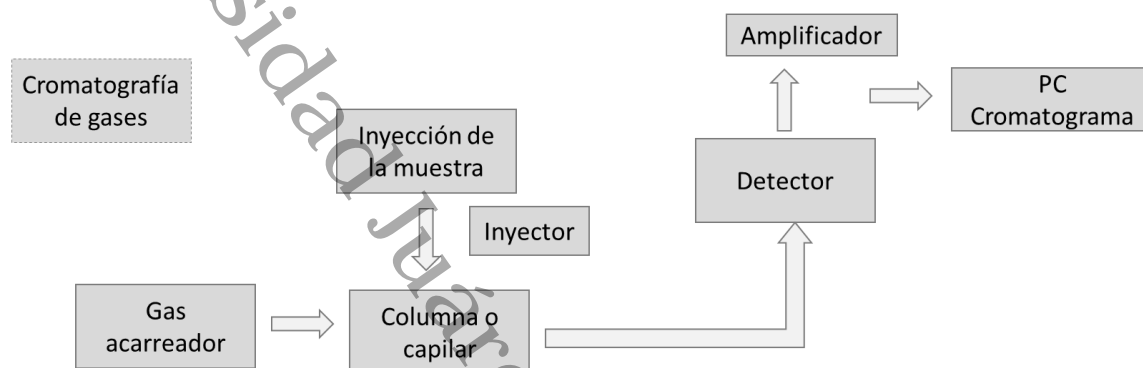 Cromatografía
de gases
Inyección de
la muestra
Inyector
Gas
acarreador
Columna o
capilar
Detector
Amplificador
PC
Cromatograma